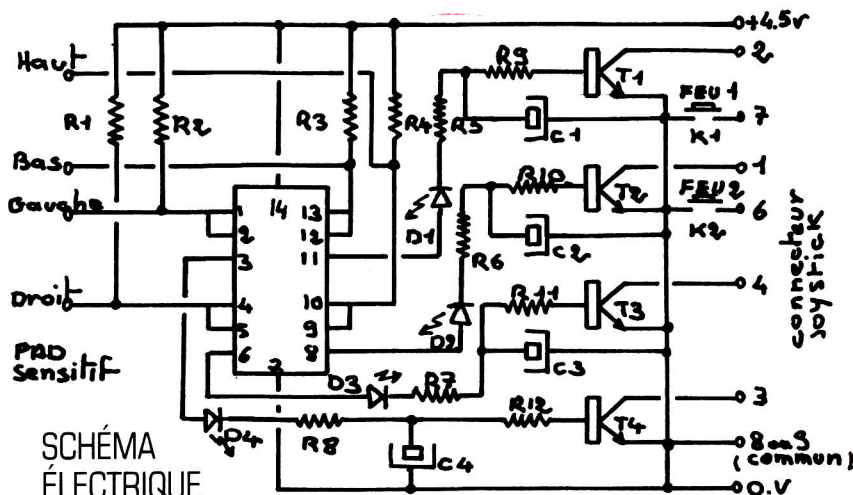 +4.5v
Haut
R9
T1
2
R1
R2
R3
R4
R5
FEU 1
7
C1
K1
Bas
R10
T2
1
Gauche
FEU 2
6
K2
1
14
13
2
12
3
11
D1
R6
C2
Droit
4
10
R11
T3
4
5
9
6
7
8
D2
PAD
Sensitif
D3
R7
C3
R12
3
D4
R8
T4
C4
8 ou 9
(commun)
0.V
connecteur
joystick
SCHÉMA
ÉLECTRIQUE